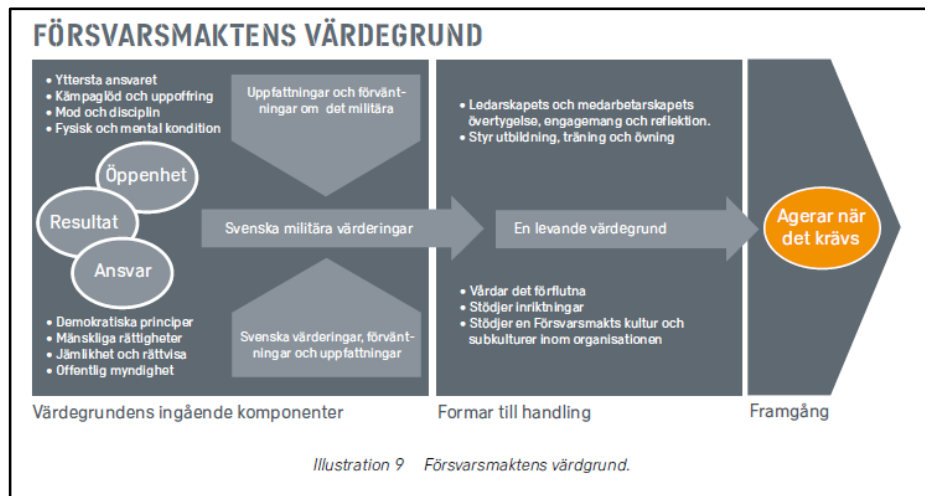 FÖRSVARSMAKTENS VÄRDEGRUND
• Yttersta ansvaret
• Kämpaglöd och uppoffring
• Mod och disciplin
• Fysisk och mental kondition
Öppenhet
Resultat
Ansvar
• Demokratiska principer
• Mänskliga rättigheter
• Jämlikhet och rättvisa
• Offentlig myndighet
Uppfattningar och förvänt-
ningar om det militära
Svenska militära värderingar
Svenska värderingar, förvänt-
ningar och uppfattningar
Värdegrundens ingående komponenter
• Ledarskapets och medarbetarskapets
övertygelse, engagemang och reflektion.
• Styr utbildning, träning och övning
En levande värdegrund
• Vårdar det förflutna
• Stödjer inriktningar
• Stödjer en Försvarsmakts kultur och
subkulturer inom organisationen
Formar till handling
Agerar när
det krävs
Framgång
Illustration 9 Försvarsmaktens värdgrund.